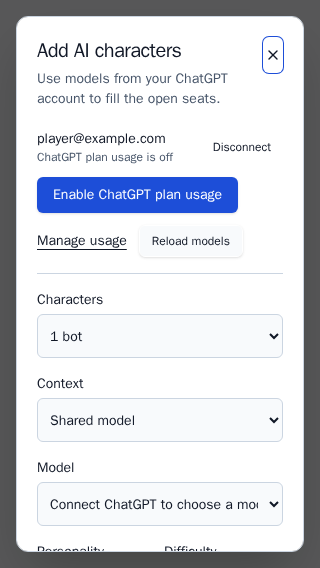 Add AI characters
Use models from your ChatGPT
account to fill the open seats.
player@example.com
ChatGPT plan usage is off
Disconnect
Enable ChatGPT plan usage
Manage usage
Reload models
Characters
1 bot
Context
Shared model
Model
Connect ChatGPT to choose a mo
Personality
Difficulty